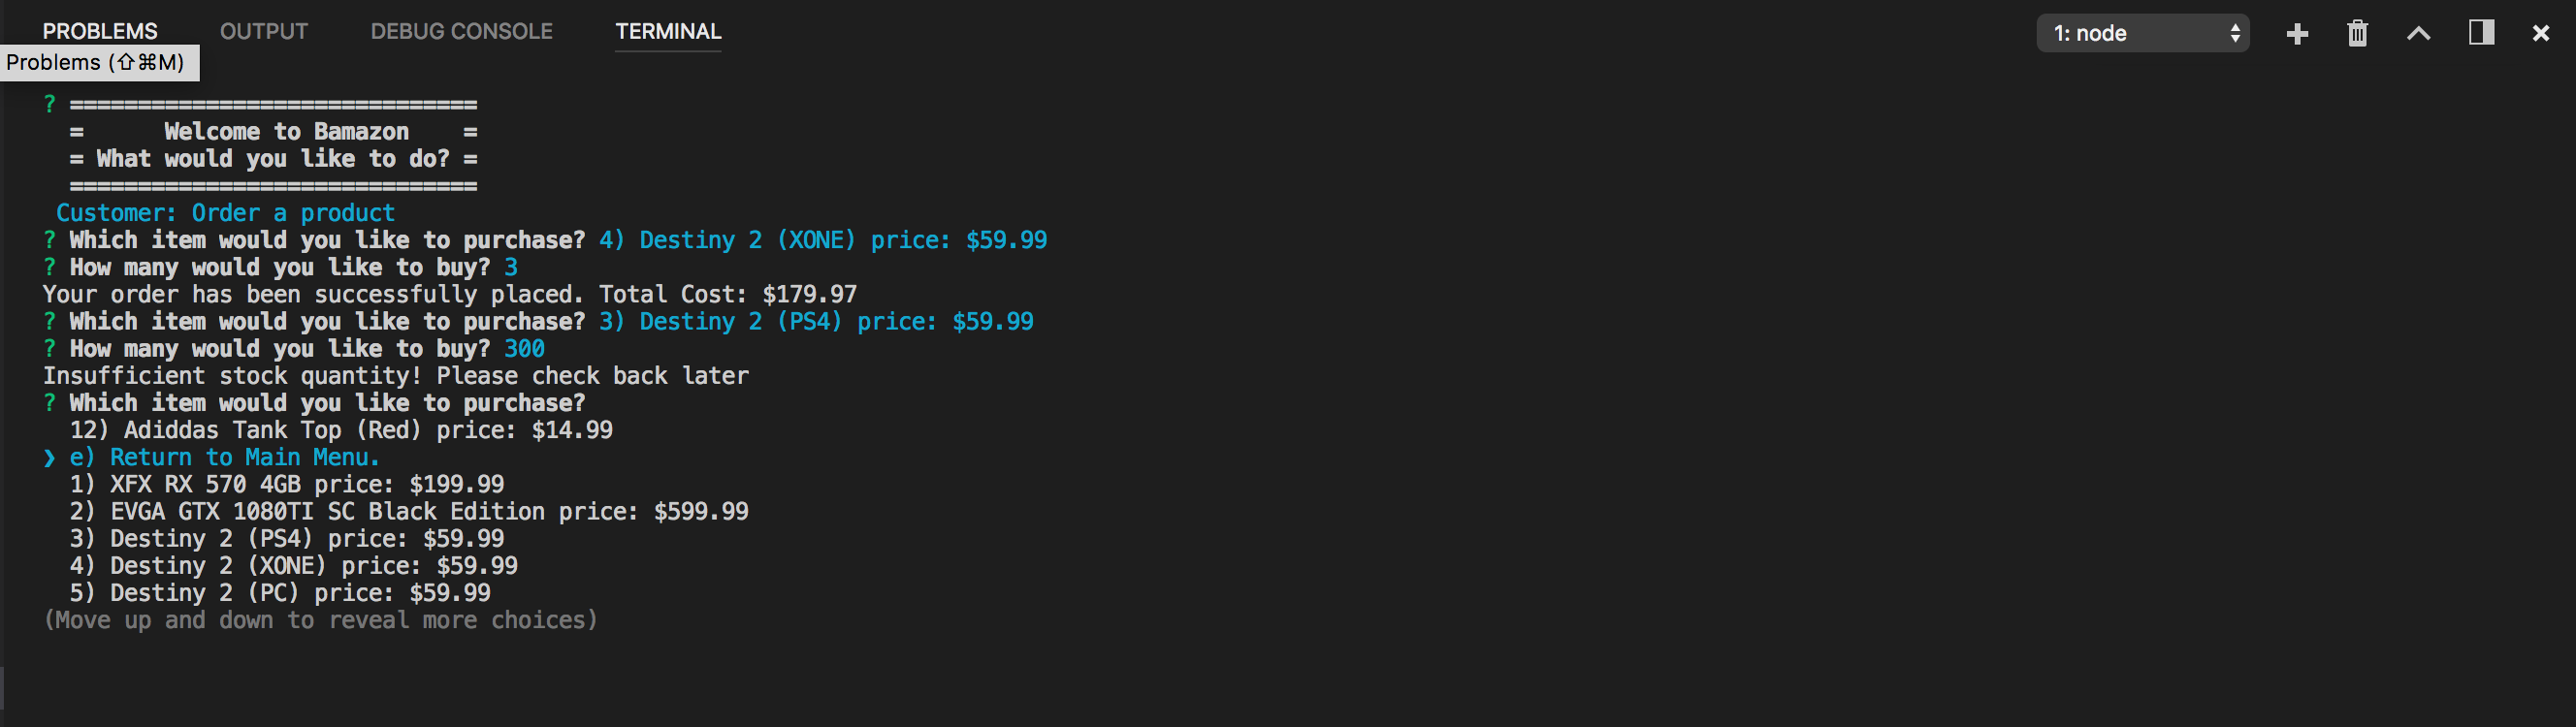 PROBLEMS OUTPUT DEBUG CONSOLE TERMINAL 1: node
Problems (⇧⌘M)
? ==============================
=      Welcome to Bamazon    =
= What would you like to do? =
==============================
Customer: Order a product
? Which item would you like to purchase? 4) Destiny 2 (XONE) price: $59.99
? How many would you like to buy? 3
Your order has been successfully placed. Total Cost: $179.97
? Which item would you like to purchase? 3) Destiny 2 (PS4) price: $59.99
? How many would you like to buy? 300
Insufficient stock quantity! Please check back later
? Which item would you like to purchase?
12) Adiddas Tank Top (Red) price: $14.99
❯ e) Return to Main Menu.
1) XFX RX 570 4GB price: $199.99
2) EVGA GTX 1080TI SC Black Edition price: $599.99
3) Destiny 2 (PS4) price: $59.99
4) Destiny 2 (XONE) price: $59.99
5) Destiny 2 (PC) price: $59.99
(Move up and down to reveal more choices)